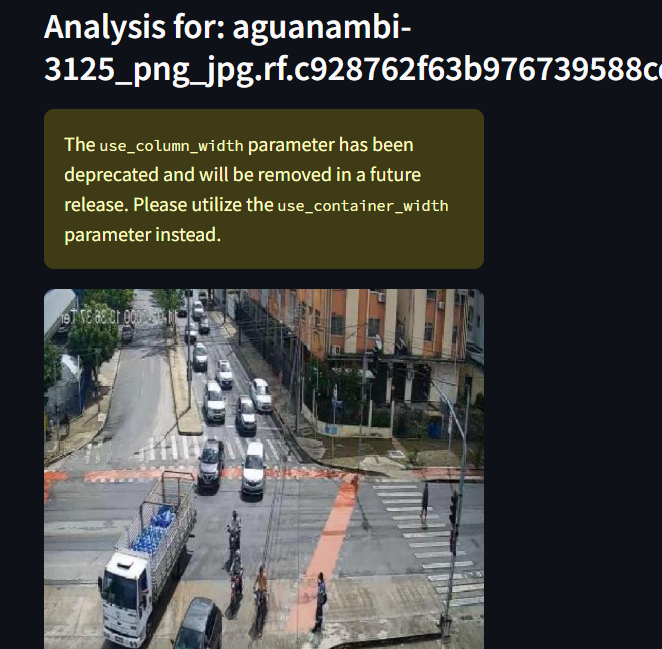 Analysis for: aguanambi-
3125_png_jpg.rf.c928762f63b976739588c
The use_column_width parameter has been
deprecated and will be removed in a future
release. Please utilize the use_container_width
parameter instead.